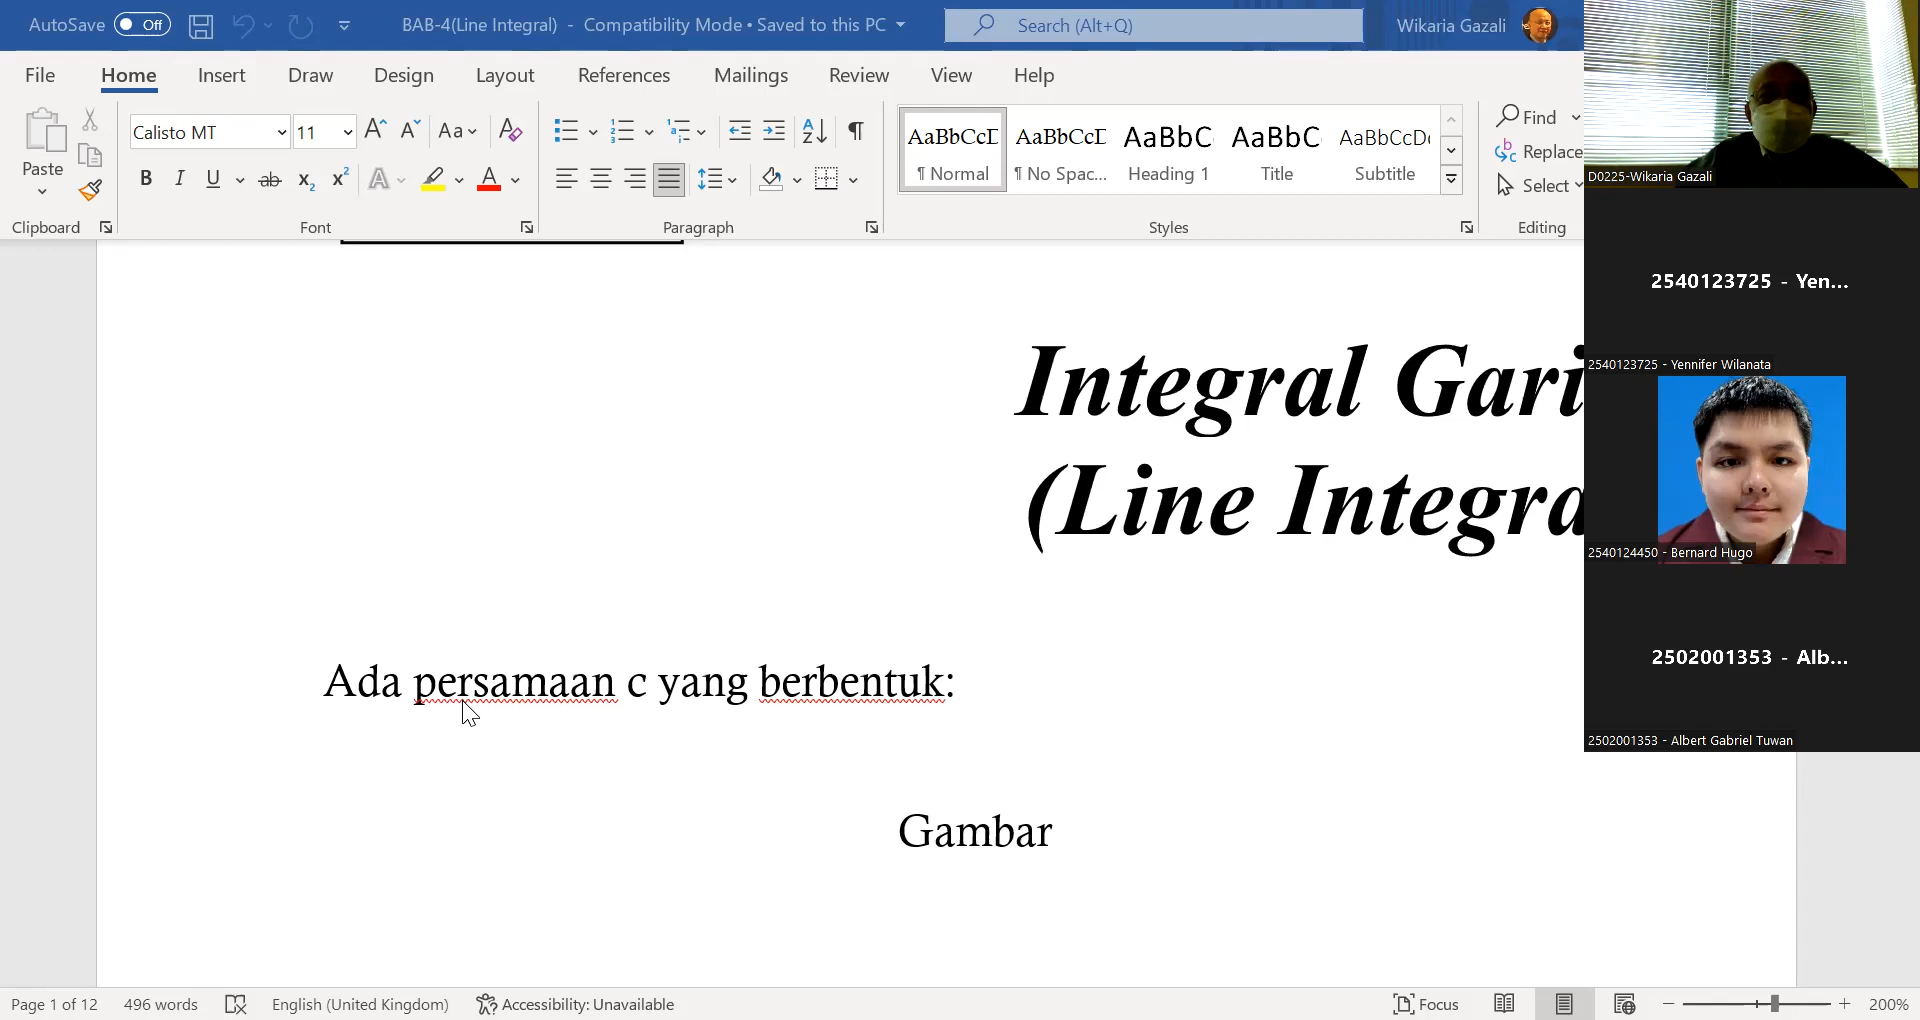 AutoSave Off BAB-4(Line Integral) - Compatibility Mode • Saved to this PC Search (Alt+Q) Wikaria Gazali
File Home Insert Draw Design Layout References Mailings Review View Help
Paste
Clipboard
Calisto MT 11
Font
Paragraph
AaBbCcD AaBbCcD AaBbC AaBbC AaBbCcD
¶ Normal ¶ No Spac... Heading 1 Title Subtitle
Styles
Find
Replace
Select
Editing
D0225-Wikaria Gazali
2540123725 - Yen...
2540123725 - Yennifer Wilanata
2540124450 - Bernard Hugo
2502001353 - Alb...
2502001353 - Albert Gabriel Tuwan
Integral Gari
(Line Integra
Ada persamaan c yang berbentuk:
Gambar
Page 1 of 12 496 words English (United Kingdom) Accessibility: Unavailable Focus 200%